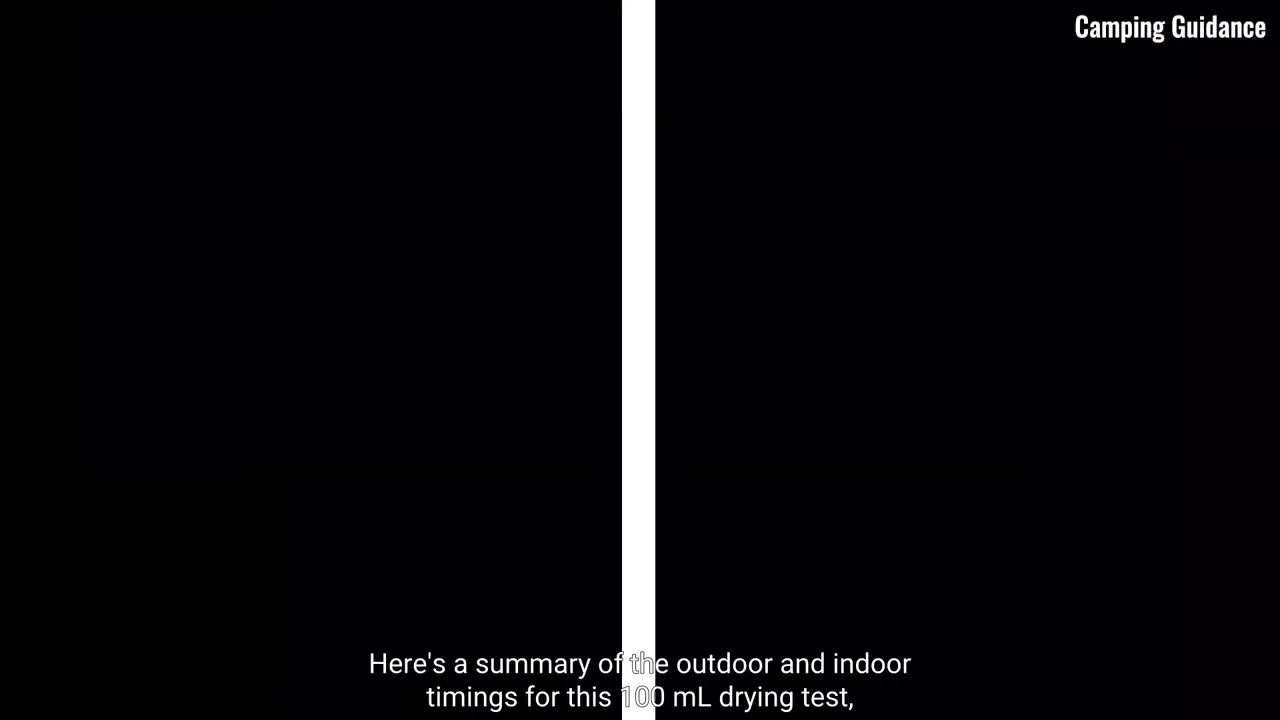 Camping Guidance
Here's a summary of the outdoor and indoor
timings for this 100 mL drying test,